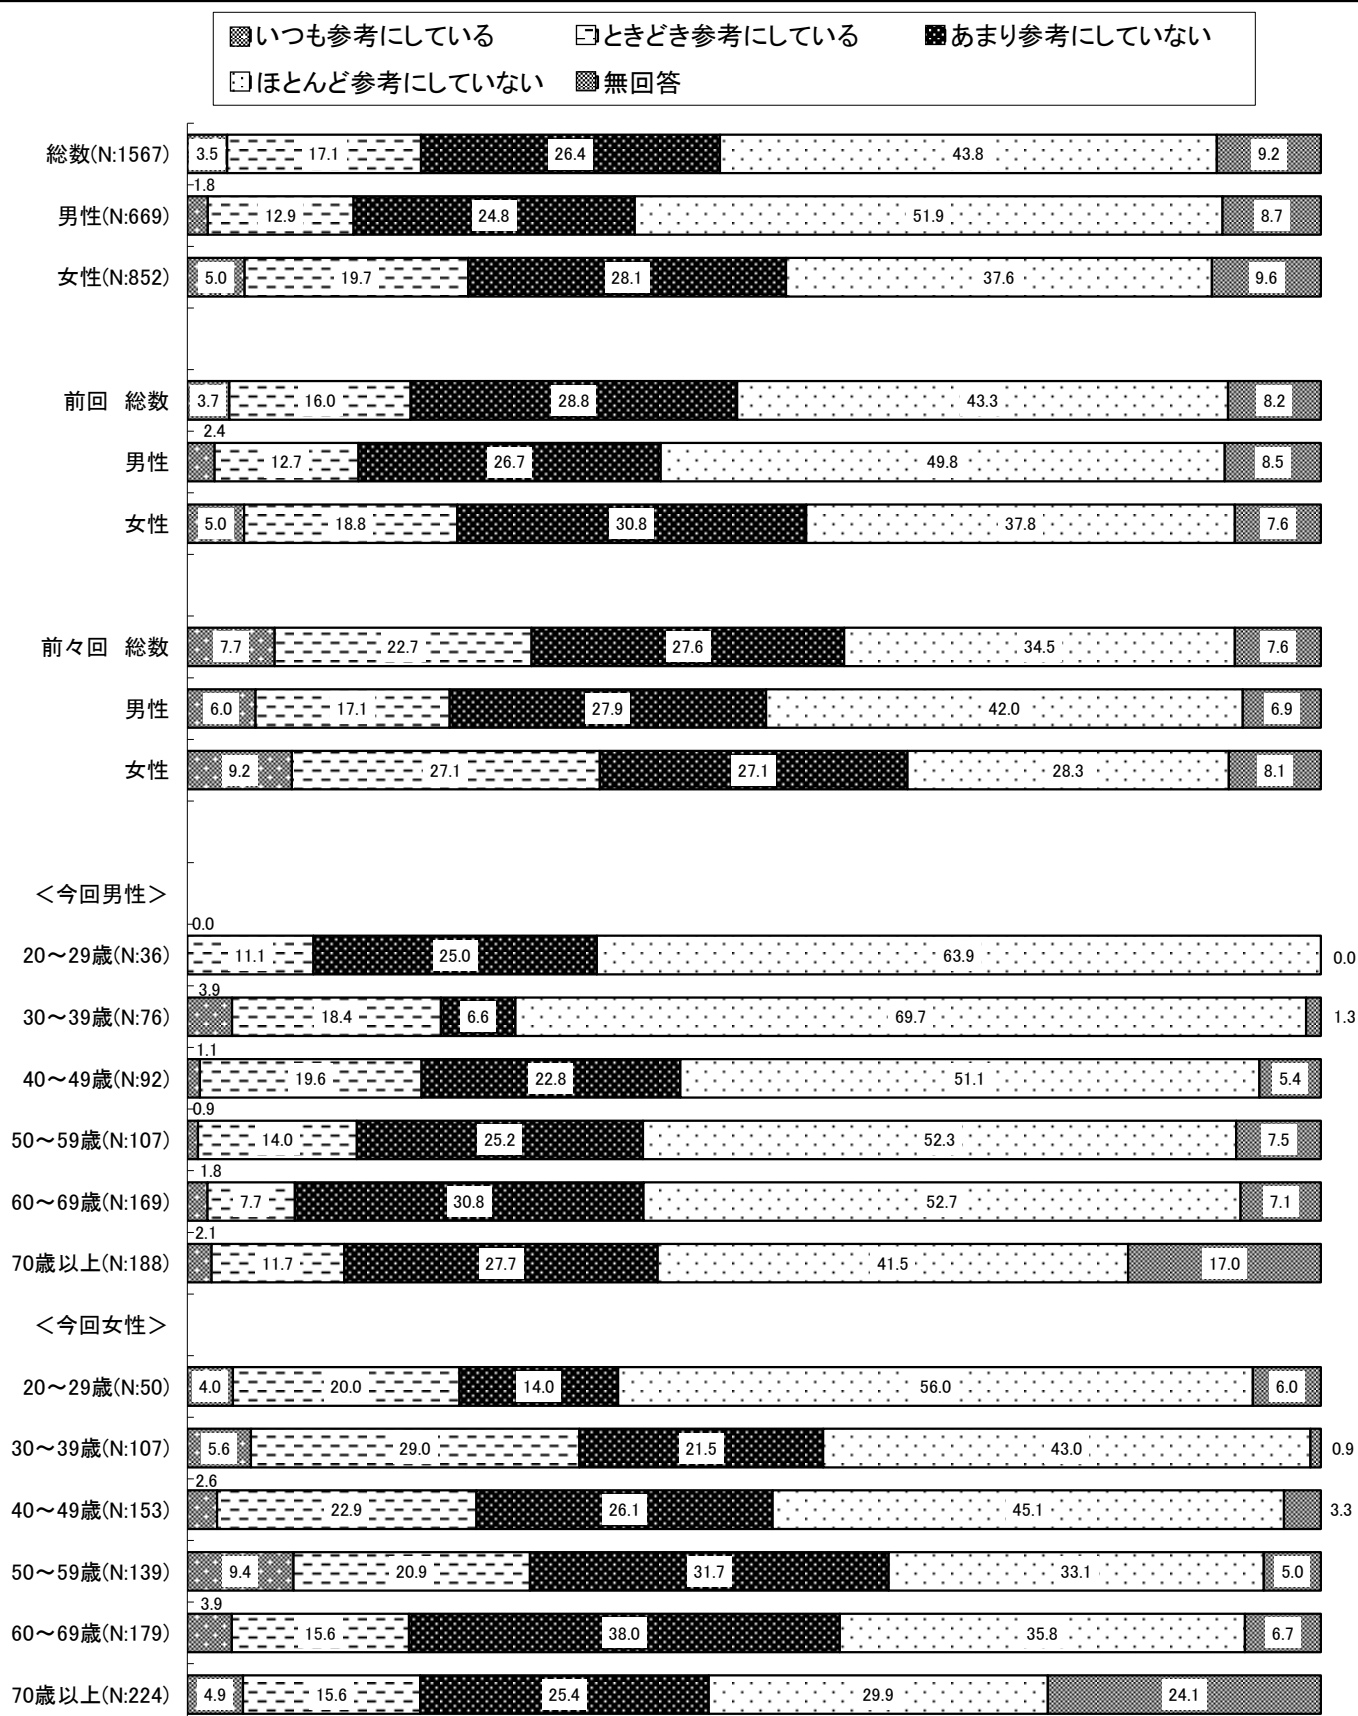 いつも参考にしている ときどき参考にしている あまり参考にしていない
ほとんど参考にしていない 無回答
総数(N:1567) 3.5 17.1 26.4 43.8 9.2
1.8
男性(N:669) 12.9 24.8 51.9 8.7
女性(N:852) 5.0 19.7 28.1 37.6 9.6
前回 総数 3.7 16.0 28.8 43.3 8.2
2.4
男性 12.7 26.7 49.8 8.5
女性 5.0 18.8 30.8 37.8 7.6
前々回 総数 7.7 22.7 27.6 34.5 7.6
男性 6.0 17.1 27.9 42.0 6.9
女性 9.2 27.1 27.1 28.3 8.1
＜今回男性＞
0.0
20～29歳(N:36) 11.1 25.0 63.9 0.0
3.9
30～39歳(N:76) 18.4 6.6 69.7 1.3
1.1
40～49歳(N:92) 19.6 22.8 51.1 5.4
0.9
50～59歳(N:107) 14.0 25.2 52.3 7.5
1.8
60～69歳(N:169) 7.7 30.8 52.7 7.1
2.1
70歳以上(N:188) 11.7 27.7 41.5 17.0
＜今回女性＞
20～29歳(N:50) 4.0 20.0 14.0 56.0 6.0
30～39歳(N:107) 5.6 29.0 21.5 43.0 0.9
2.6
40～49歳(N:153) 22.9 26.1 45.1 3.3
50～59歳(N:139) 9.4 20.9 31.7 33.1 5.0
3.9
60～69歳(N:179) 15.6 38.0 35.8 6.7
70歳以上(N:224) 4.9 15.6 25.4 29.9 24.1